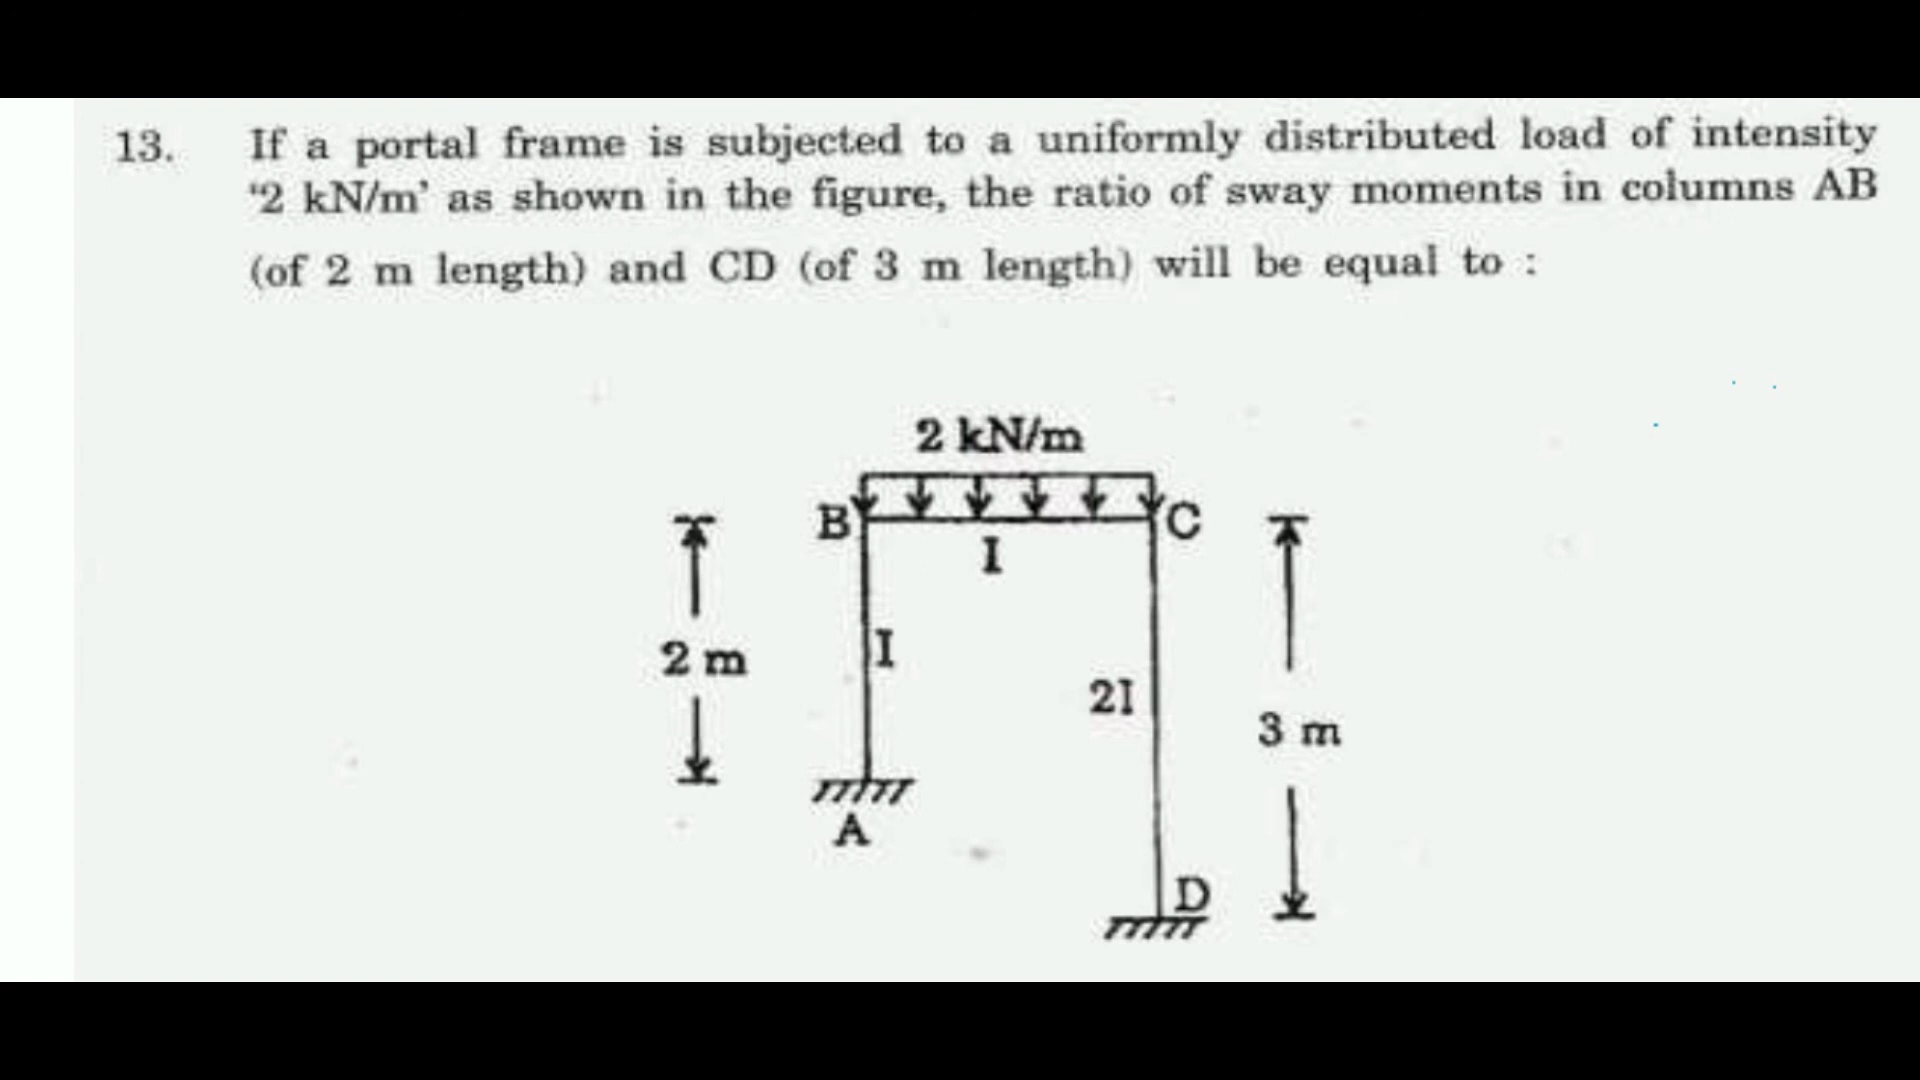 13. If a portal frame is subjected to a uniformly distributed load of intensity
‘2 kN/m’ as shown in the figure, the ratio of sway moments in columns AB
(of 2 m length) and CD (of 3 m length) will be equal to :
2 kN/m
B
C
I
2 m
I
2I
3 m
A
D